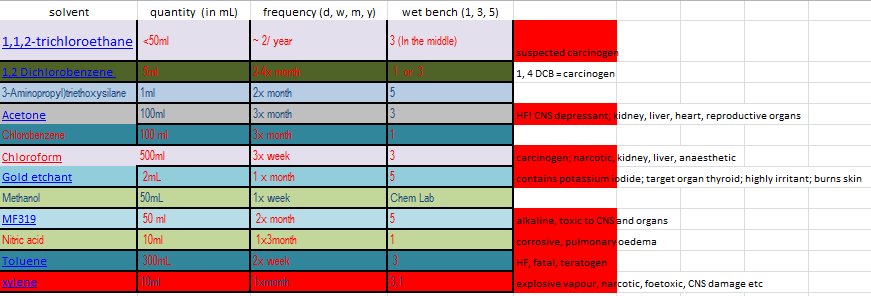 solvent quantity (in mL) frequency (d, w, m, y) wet bench (1, 3, 5)
1,1,2-trichloroethane <50ml ~ 2/ year 3 (In the middle) suspected carcinogen
1,2 Dichlorobenzene 5ml 3-4x month 1 or 3 1, 4 DCB = carcinogen
3-Aminopropyl)triethoxysilane 1ml 2x month 5
Acetone 100ml 3x month 3 HF! CNS depressant; kidney, liver, heart, reproductive organs
Chlorobenzene 100 ml 3x month 1
Chloroform 500ml 3x week 3 carcinogen; narcotic, kidney, liver, anaesthetic
Gold etchant 2mL 1 x month 5 contains potassium iodide; target organ thyroid; highly irritant; burns skin
Methanol 50mL 1x week Chem Lab
MF319 50 ml 2x month 5 alkaline, toxic to CNS and organs
Nitric acid 10ml 1x3month 1 corrosive, pulmonary oedema
Toluene 300mL 2x week 3 HF, fatal, teratogen
xylene 10ml 1xmonth 3,1 explosive vapour, narcotic, foetoxic, CNS damage etc